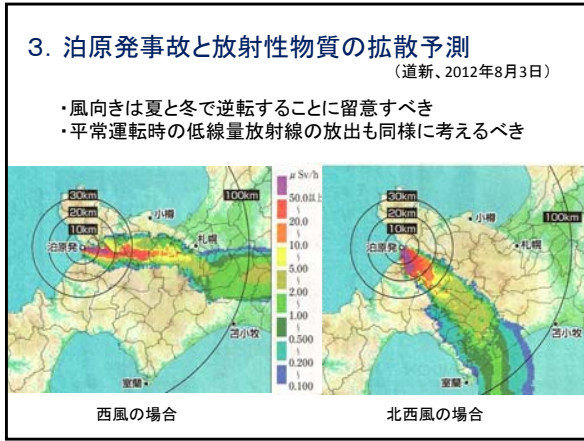 3. 泊原発事故と放射性物質の拡散予測
(道新、2012年8月3日)
・風向きは夏と冬で逆転することに留意すべき
・平常運転時の低線量放射線の放出も同様に考えるべき
30km
20km
10km
泊原発
小樽
札幌
100km
苫小牧
室蘭
μSv/h
50.0以上
~
20.0
~
10.0
~
5.00
~
2.00
~
1.00
~
0.500
~
0.200
~
0.100
30km
20km
10km
泊原発
小樽
札幌
100km
苫小牧
室蘭
西風の場合
北西風の場合